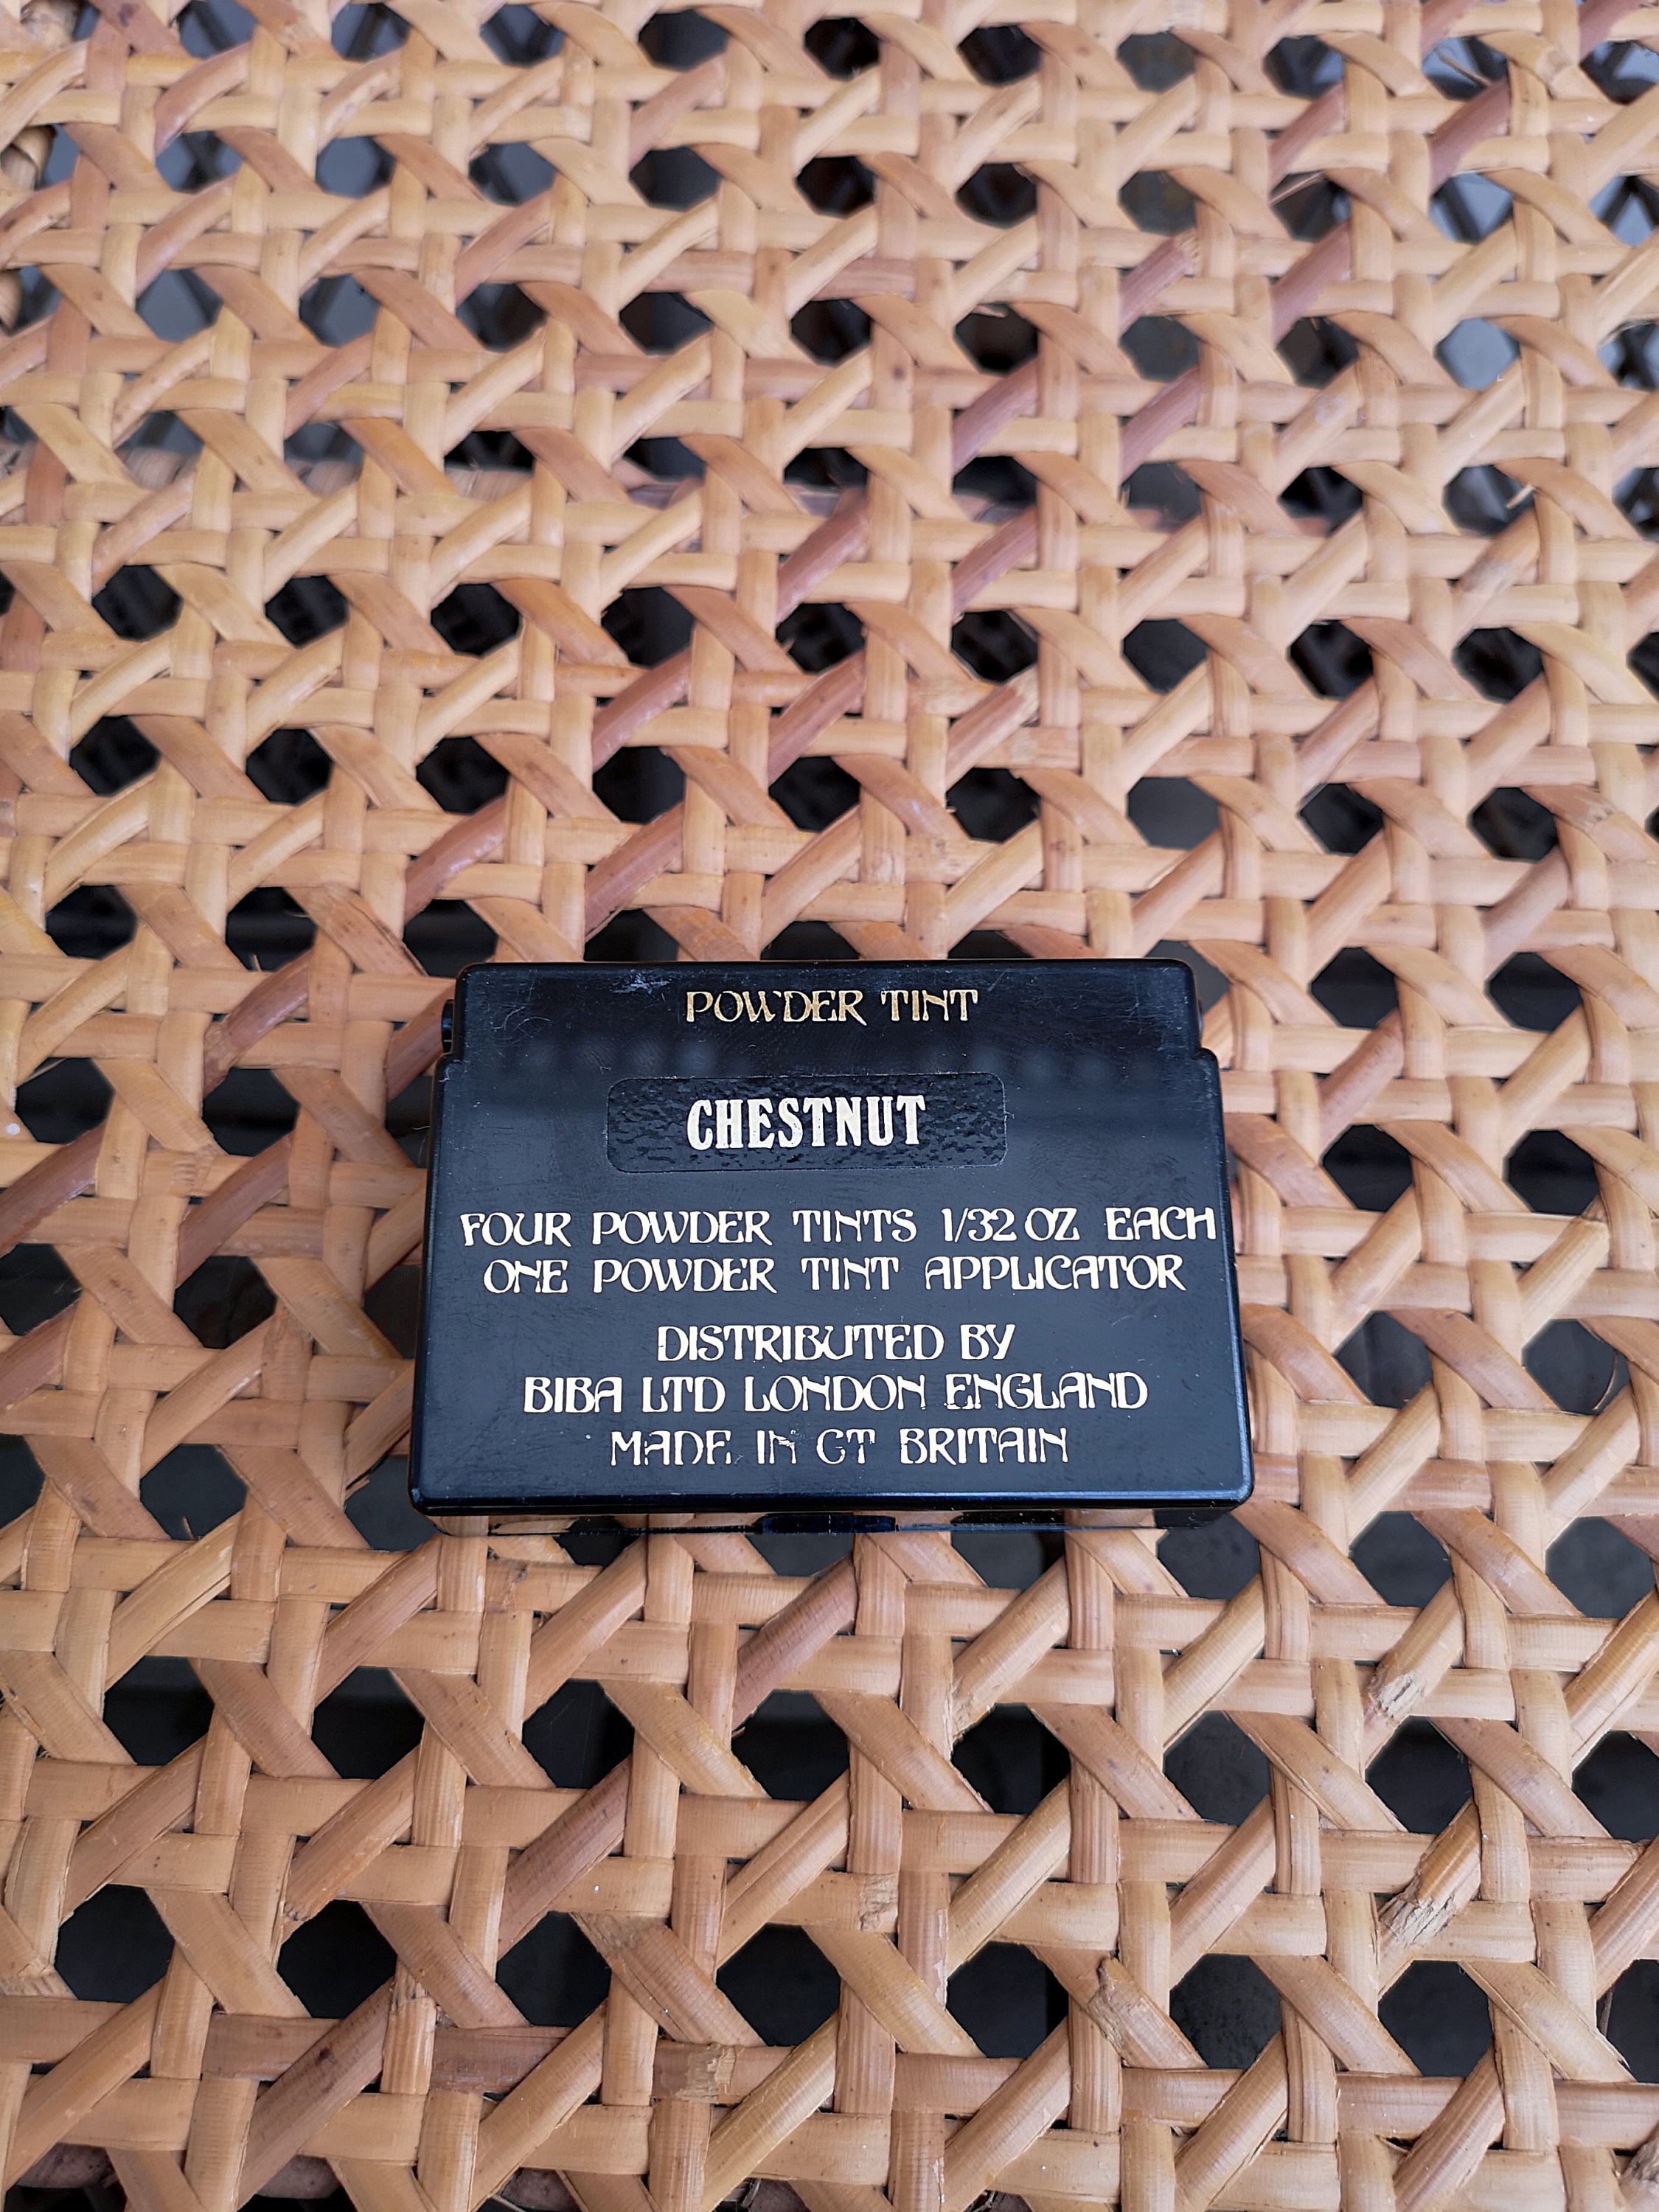 POWDER TINT
CHESTNUT
FOUR POWDER TINTS 1/32 OZ EACH
ONE POWDER TINT APPLICATOR
DISTRIBUTED BY
BIBA LTD LONDON ENGLAND
MADE IN GT BRITAIN